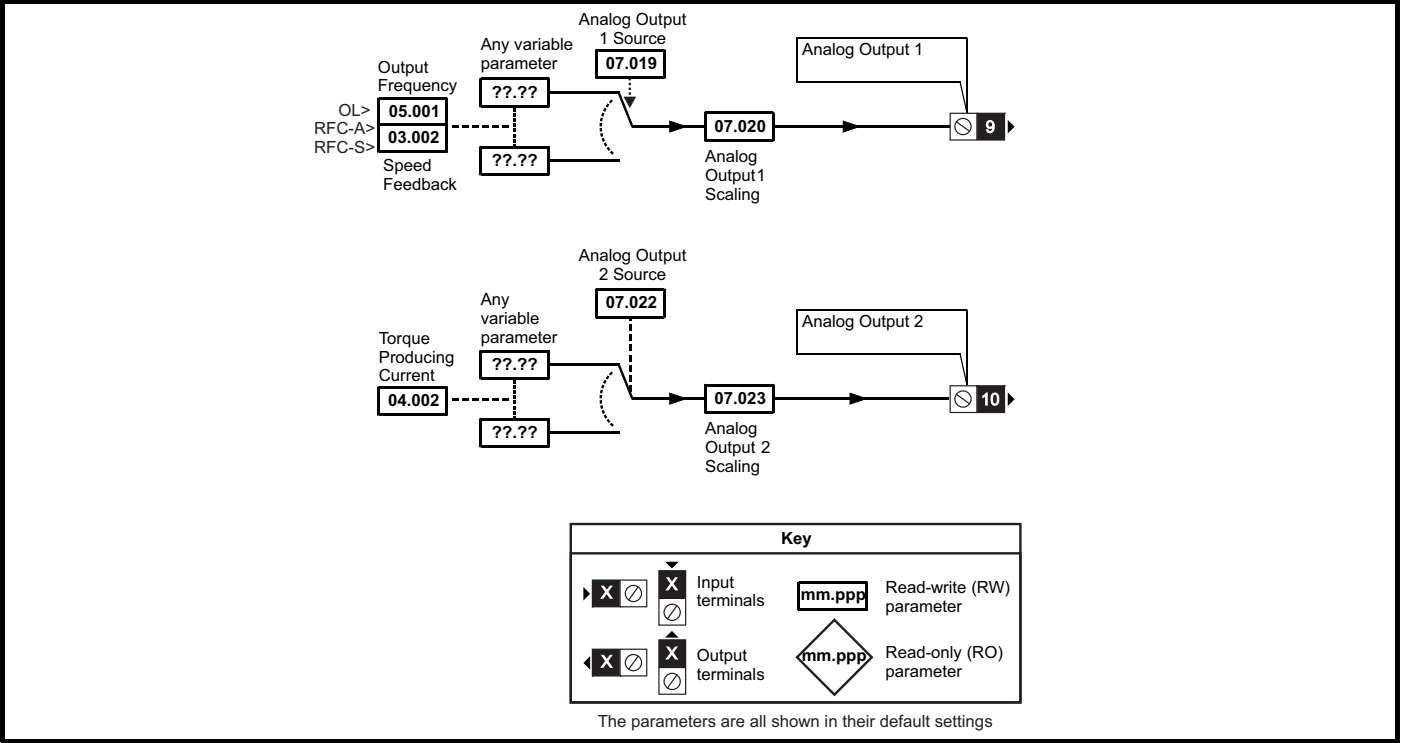 Analog Output
1 Source
07.019
Any variable
parameter
??.??
Output
Frequency
OL>
05.001
RFC-A>
03.002
RFC-S>
Speed
Feedback
??.??
07.020
Analog
Output1
Scaling
Analog Output 1
9
Analog Output
2 Source
07.022
Any
variable
parameter
??.??
Torque
Producing
Current
04.002
??.??
07.023
Analog
Output 2
Scaling
Analog Output 2
10
Key
X
X
Input
terminals
mm.ppp
Read-write (RW)
parameter
X
X
Output
terminals
mm.ppp
Read-only (RO)
parameter
The parameters are all shown in their default settings